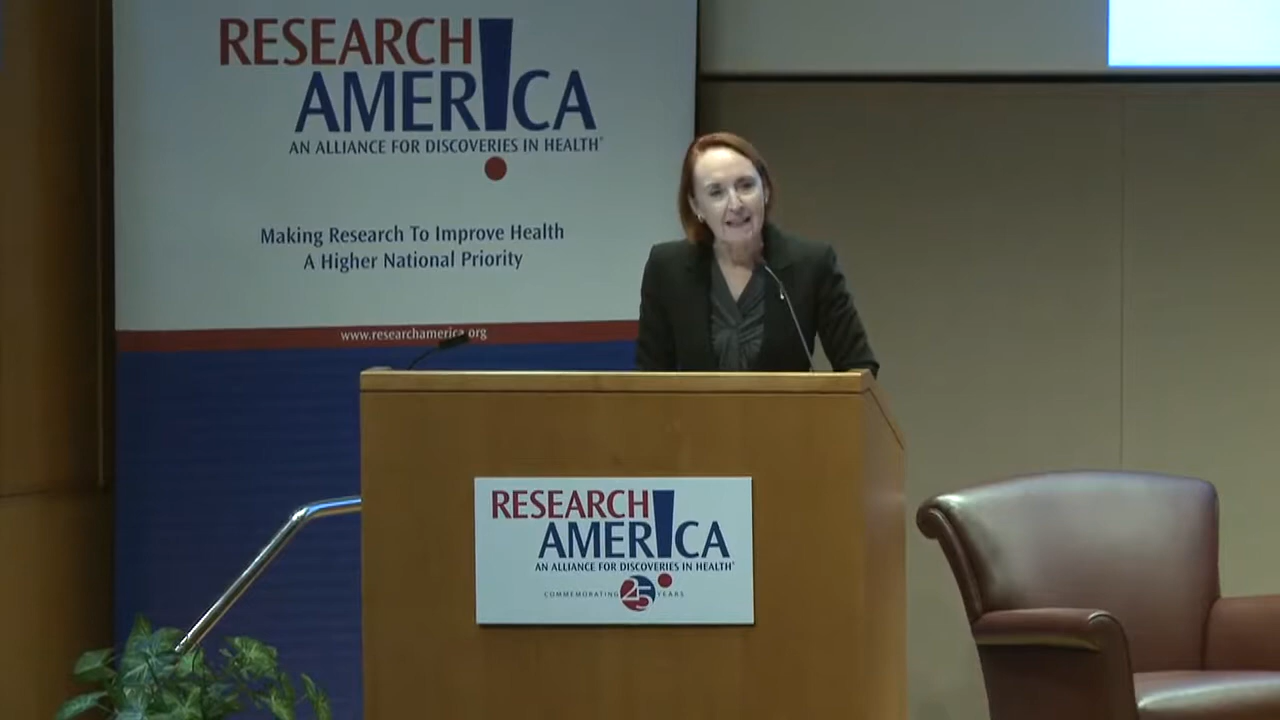 RESEARCH!
AMERICA
AN ALLIANCE FOR DISCOVERIES IN HEALTH®
Making Research To Improve Health
A Higher National Priority
www.researchamerica.org
RESEARCH!
AMERICA
AN ALLIANCE FOR DISCOVERIES IN HEALTH®
COMMEMORATING 25 YEARS